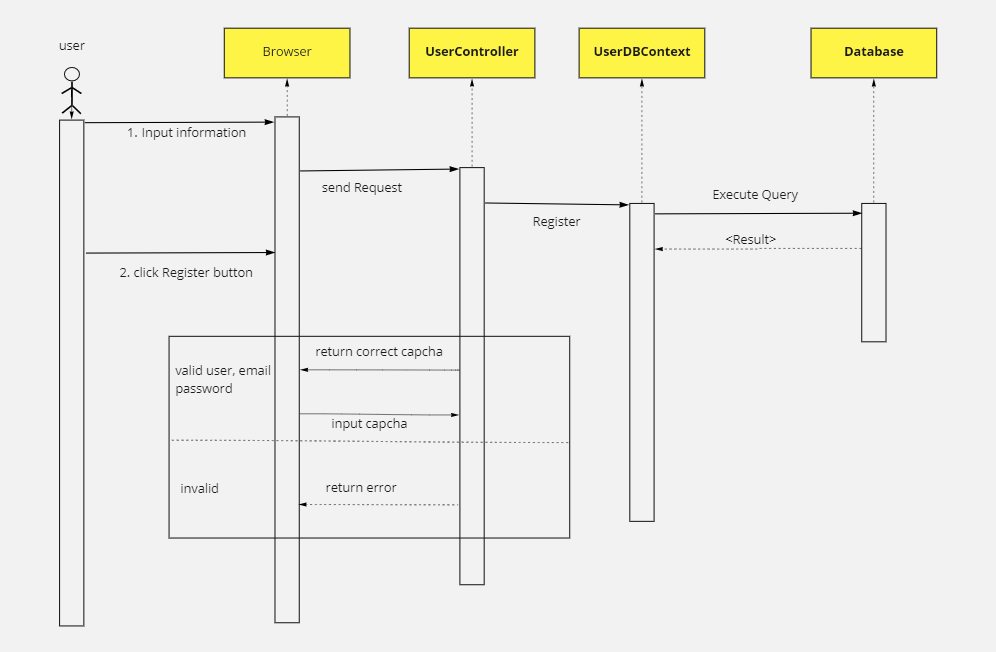 user
Browser
UserController
UserDBContext
Database
1. Input information
send Request
Execute Query
Register
<Result>
2. click Register button
return correct capcha
valid user, email
password
input capcha
invalid
return error